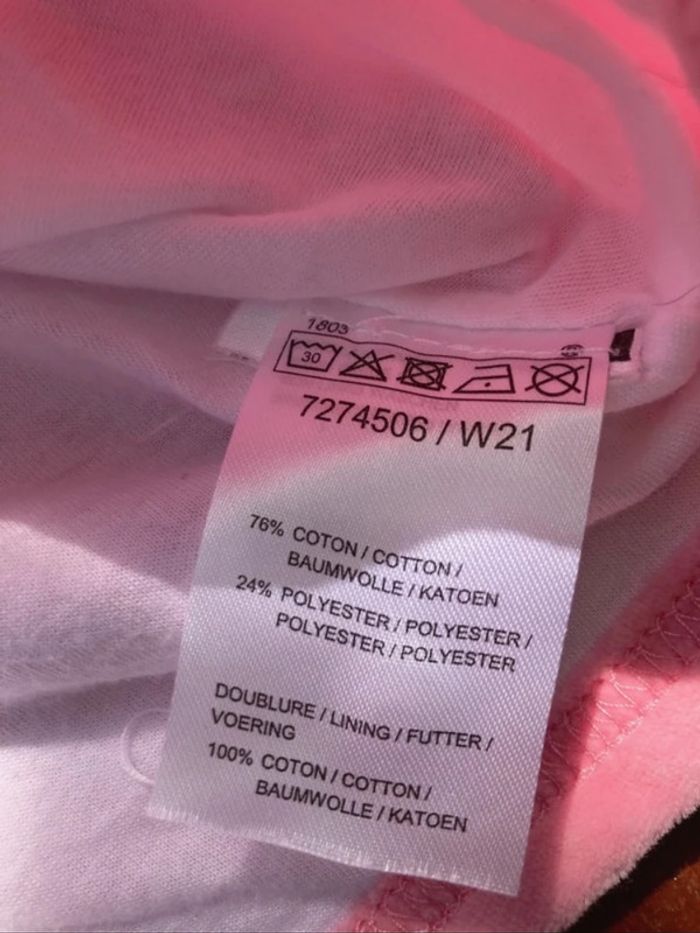 1803
30
7274506 / W21
76% COTON / COTTON /
BAUMWOLLE / KATOEN
24% POLYESTER / POLYESTER /
POLYESTER / POLYESTER
DOUBLURE / LINING / FUTTER /
VOERING
100% COTON / COTTON /
BAUMWOLLE / KATOEN